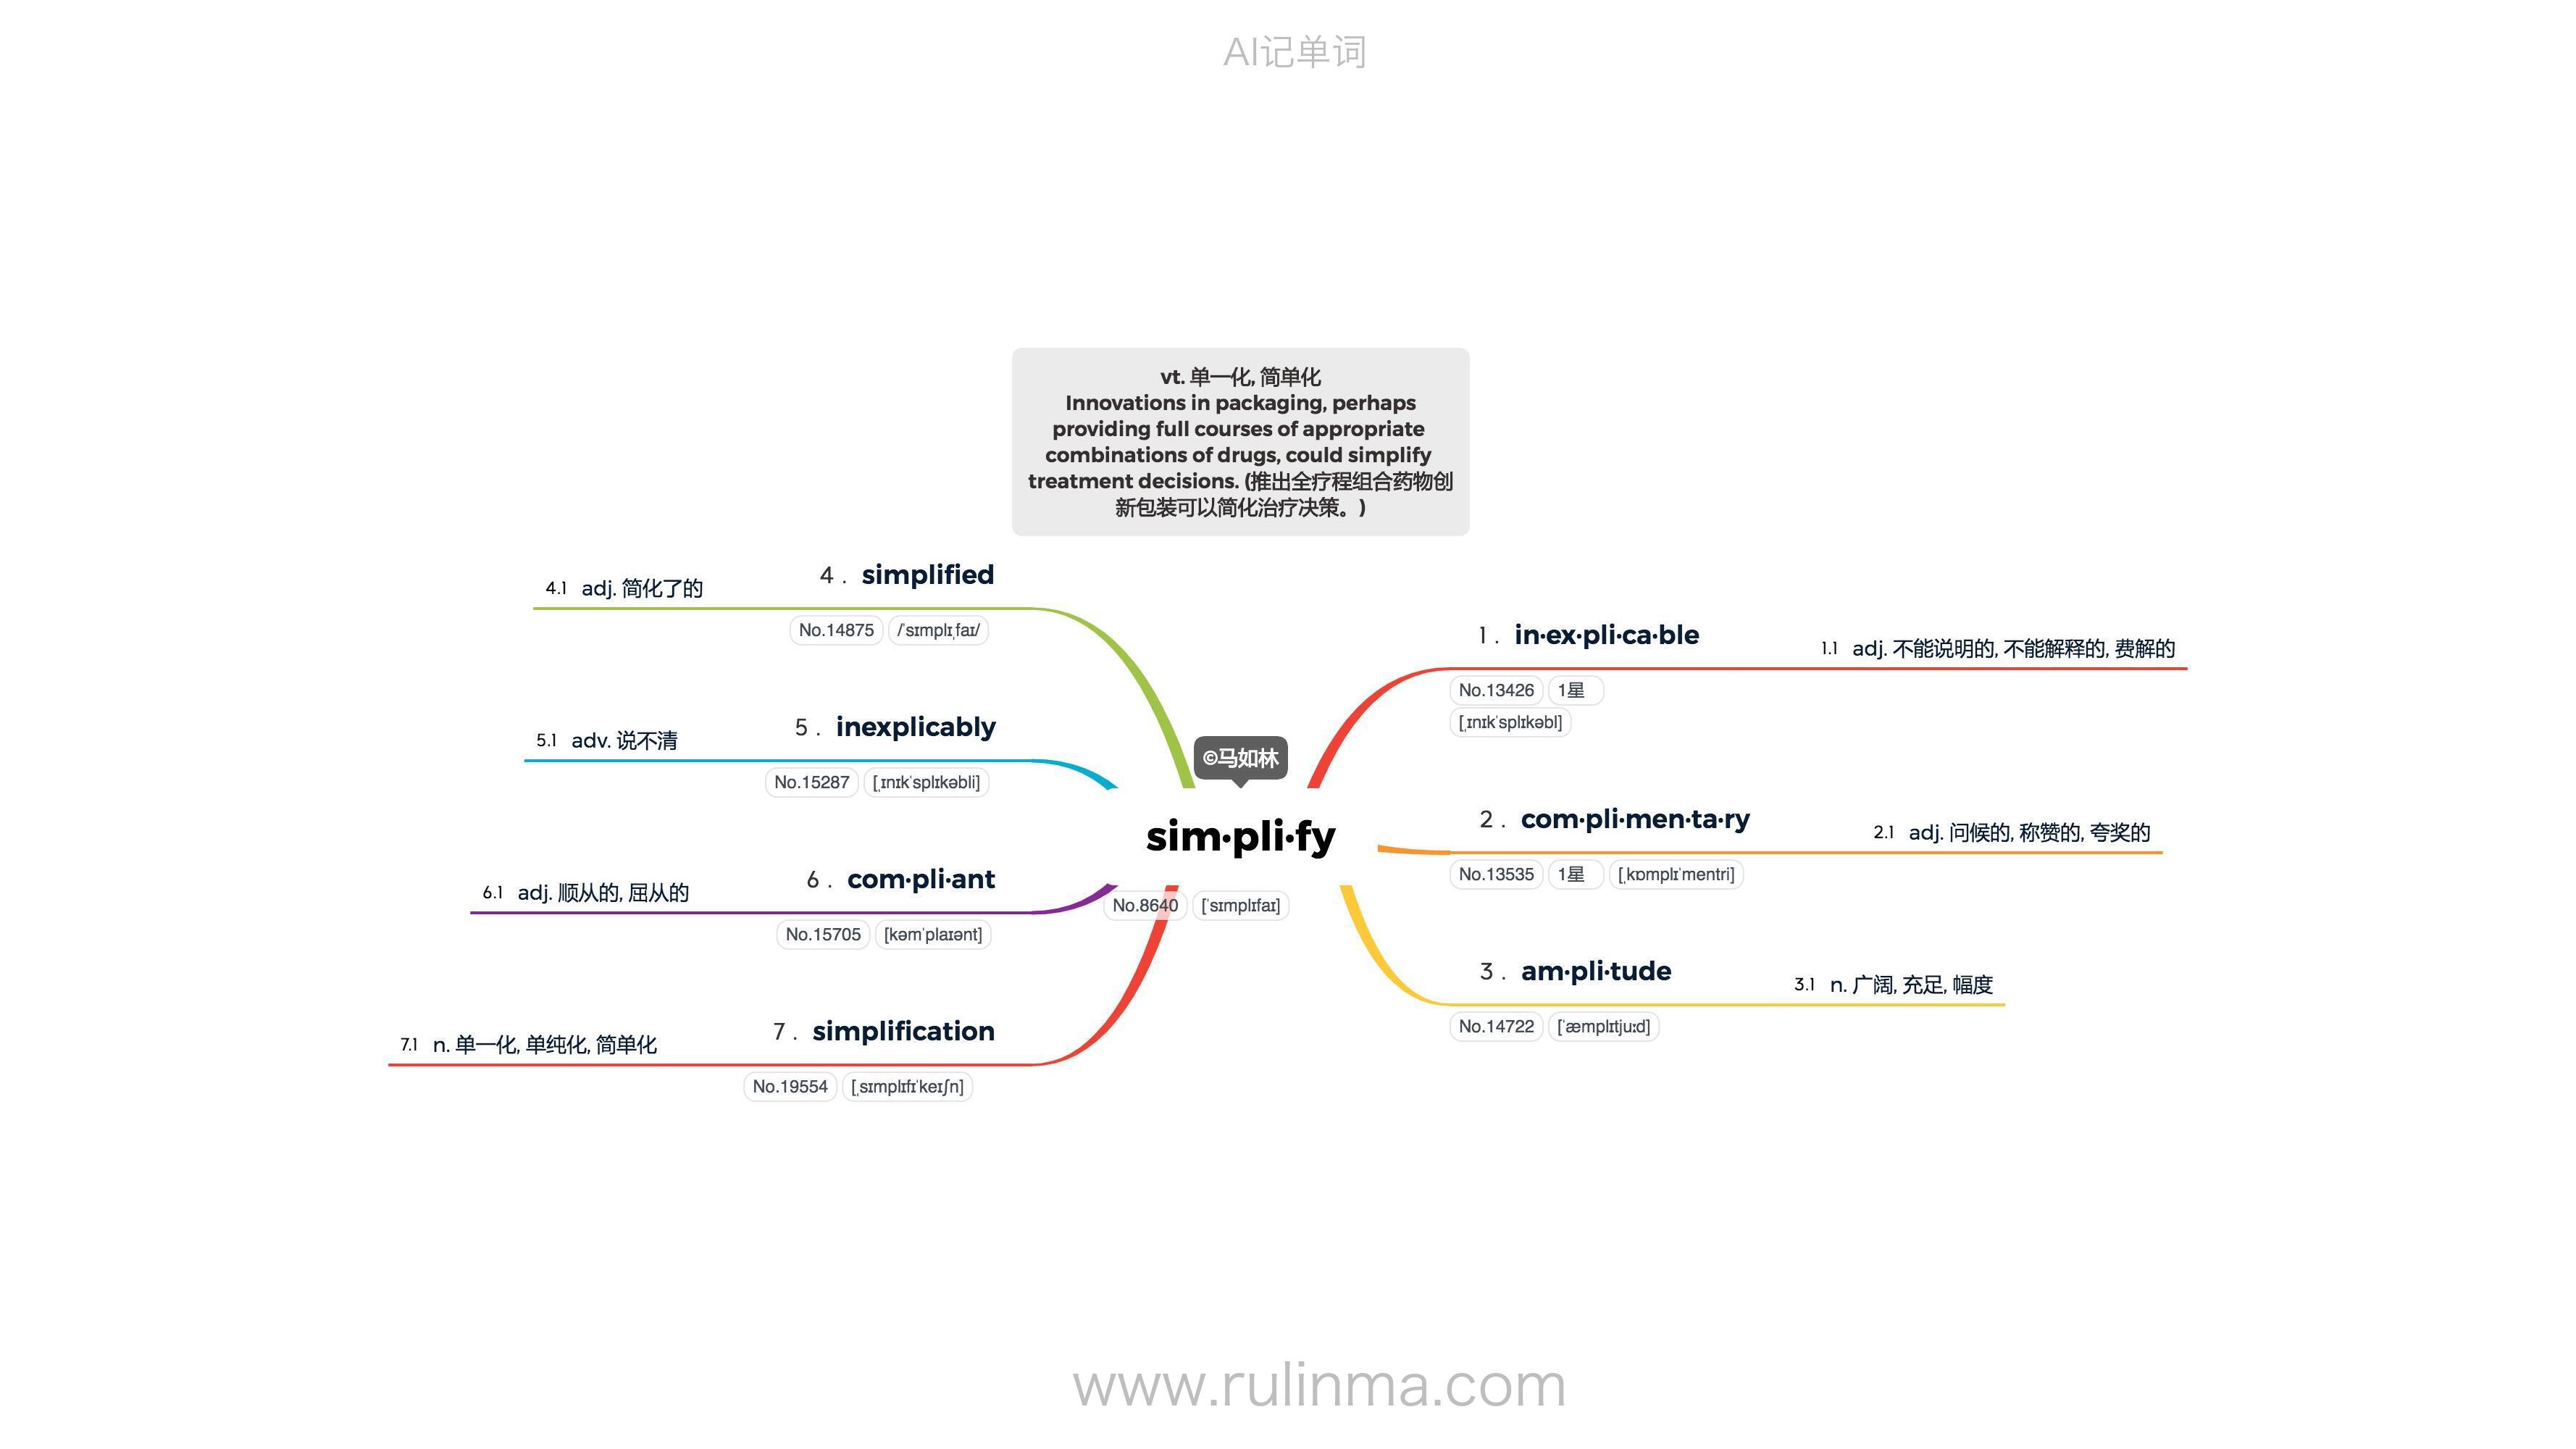 AI记单词
vt. 单一化, 简单化
Innovations in packaging, perhaps
providing full courses of appropriate
combinations of drugs, could simplify
treatment decisions. (推出全疗程组合药物创
新包装可以简化治疗决策。)
©马如林
sim·pli·fy
No.8640 [ˈsɪmplɪfaɪ]
1 . in·ex·pli·ca·ble
No.13426 1星
[ˌɪnɪkˈsplɪkəbl]
1.1 adj. 不能说明的, 不能解释的, 费解的
2 . com·pli·men·ta·ry
No.13535 1星 [ˌkɒmplɪˈmentri]
2.1 adj. 问候的, 称赞的, 夸奖的
3 . am·pli·tude
No.14722 [ˈæmplɪtjuːd]
3.1 n. 广阔, 充足, 幅度
4 . simplified
No.14875 /ˈsɪmplɪˌfaɪ/
4.1 adj. 简化了的
5 . inexplicably
No.15287 [ˌɪnɪkˈsplɪkəbli]
5.1 adv. 说不清
6 . com·pli·ant
No.15705 [kəmˈplaɪənt]
6.1 adj. 顺从的, 屈从的
7 . simplification
No.19554 [ˌsɪmplɪfɪˈkeɪʃn]
7.1 n. 单一化, 单纯化, 简单化
www.rulinma.com